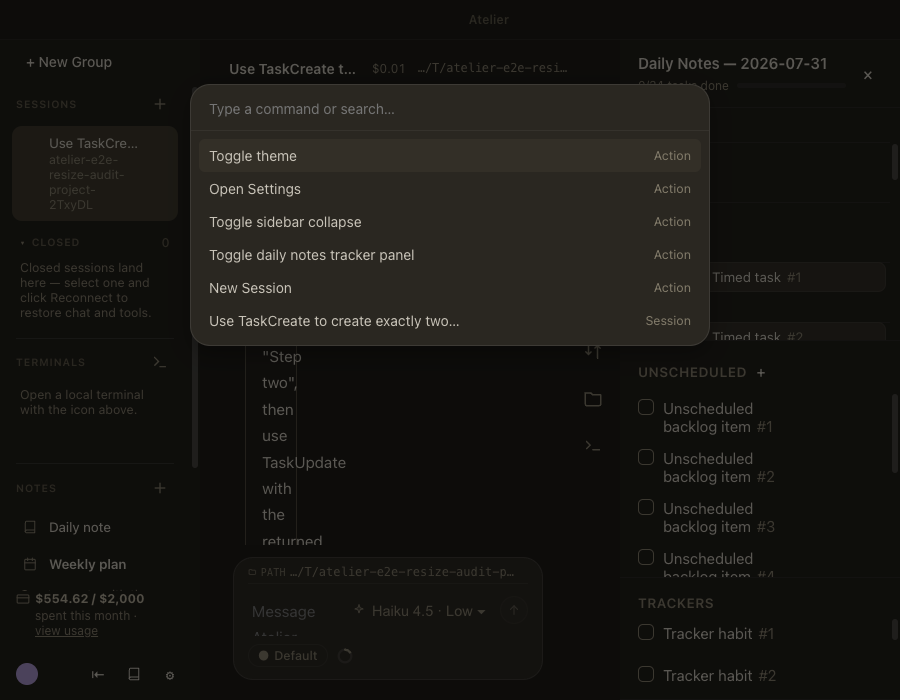 Atelier
+ New Group
SESSIONS
Use TaskCre...
atelier-e2e-
resize-audit-
project-
2TxyDL
CLOSED 0
Closed sessions land
here — select one and
click Reconnect to
restore chat and tools.
TERMINALS
Open a local terminal
with the icon above.
NOTES
Daily note
Weekly plan
$554.62 / $2,000
spent this month ·
view usage
Use TaskCreate t... $0.01 …/T/atelier-e2e-resi…
Type a command or search...
Toggle theme Action
Open Settings Action
Toggle sidebar collapse Action
Toggle daily notes tracker panel Action
New Session Action
Use TaskCreate to create exactly two... Session
"Step
two",
then
use
TaskUpdate
with
the
returned
PATH …/T/atelier-e2e-resize-audit-p…
Message
Atelier
Haiku 4.5 · Low
Default
Daily Notes — 2026-07-31
done
Timed task #1
Timed task #2
UNSCHEDULED +
Unscheduled
backlog item #1
Unscheduled
backlog item #2
Unscheduled
backlog item #3
Unscheduled
backlog item #4
TRACKERS
Tracker habit #1
Tracker habit #2